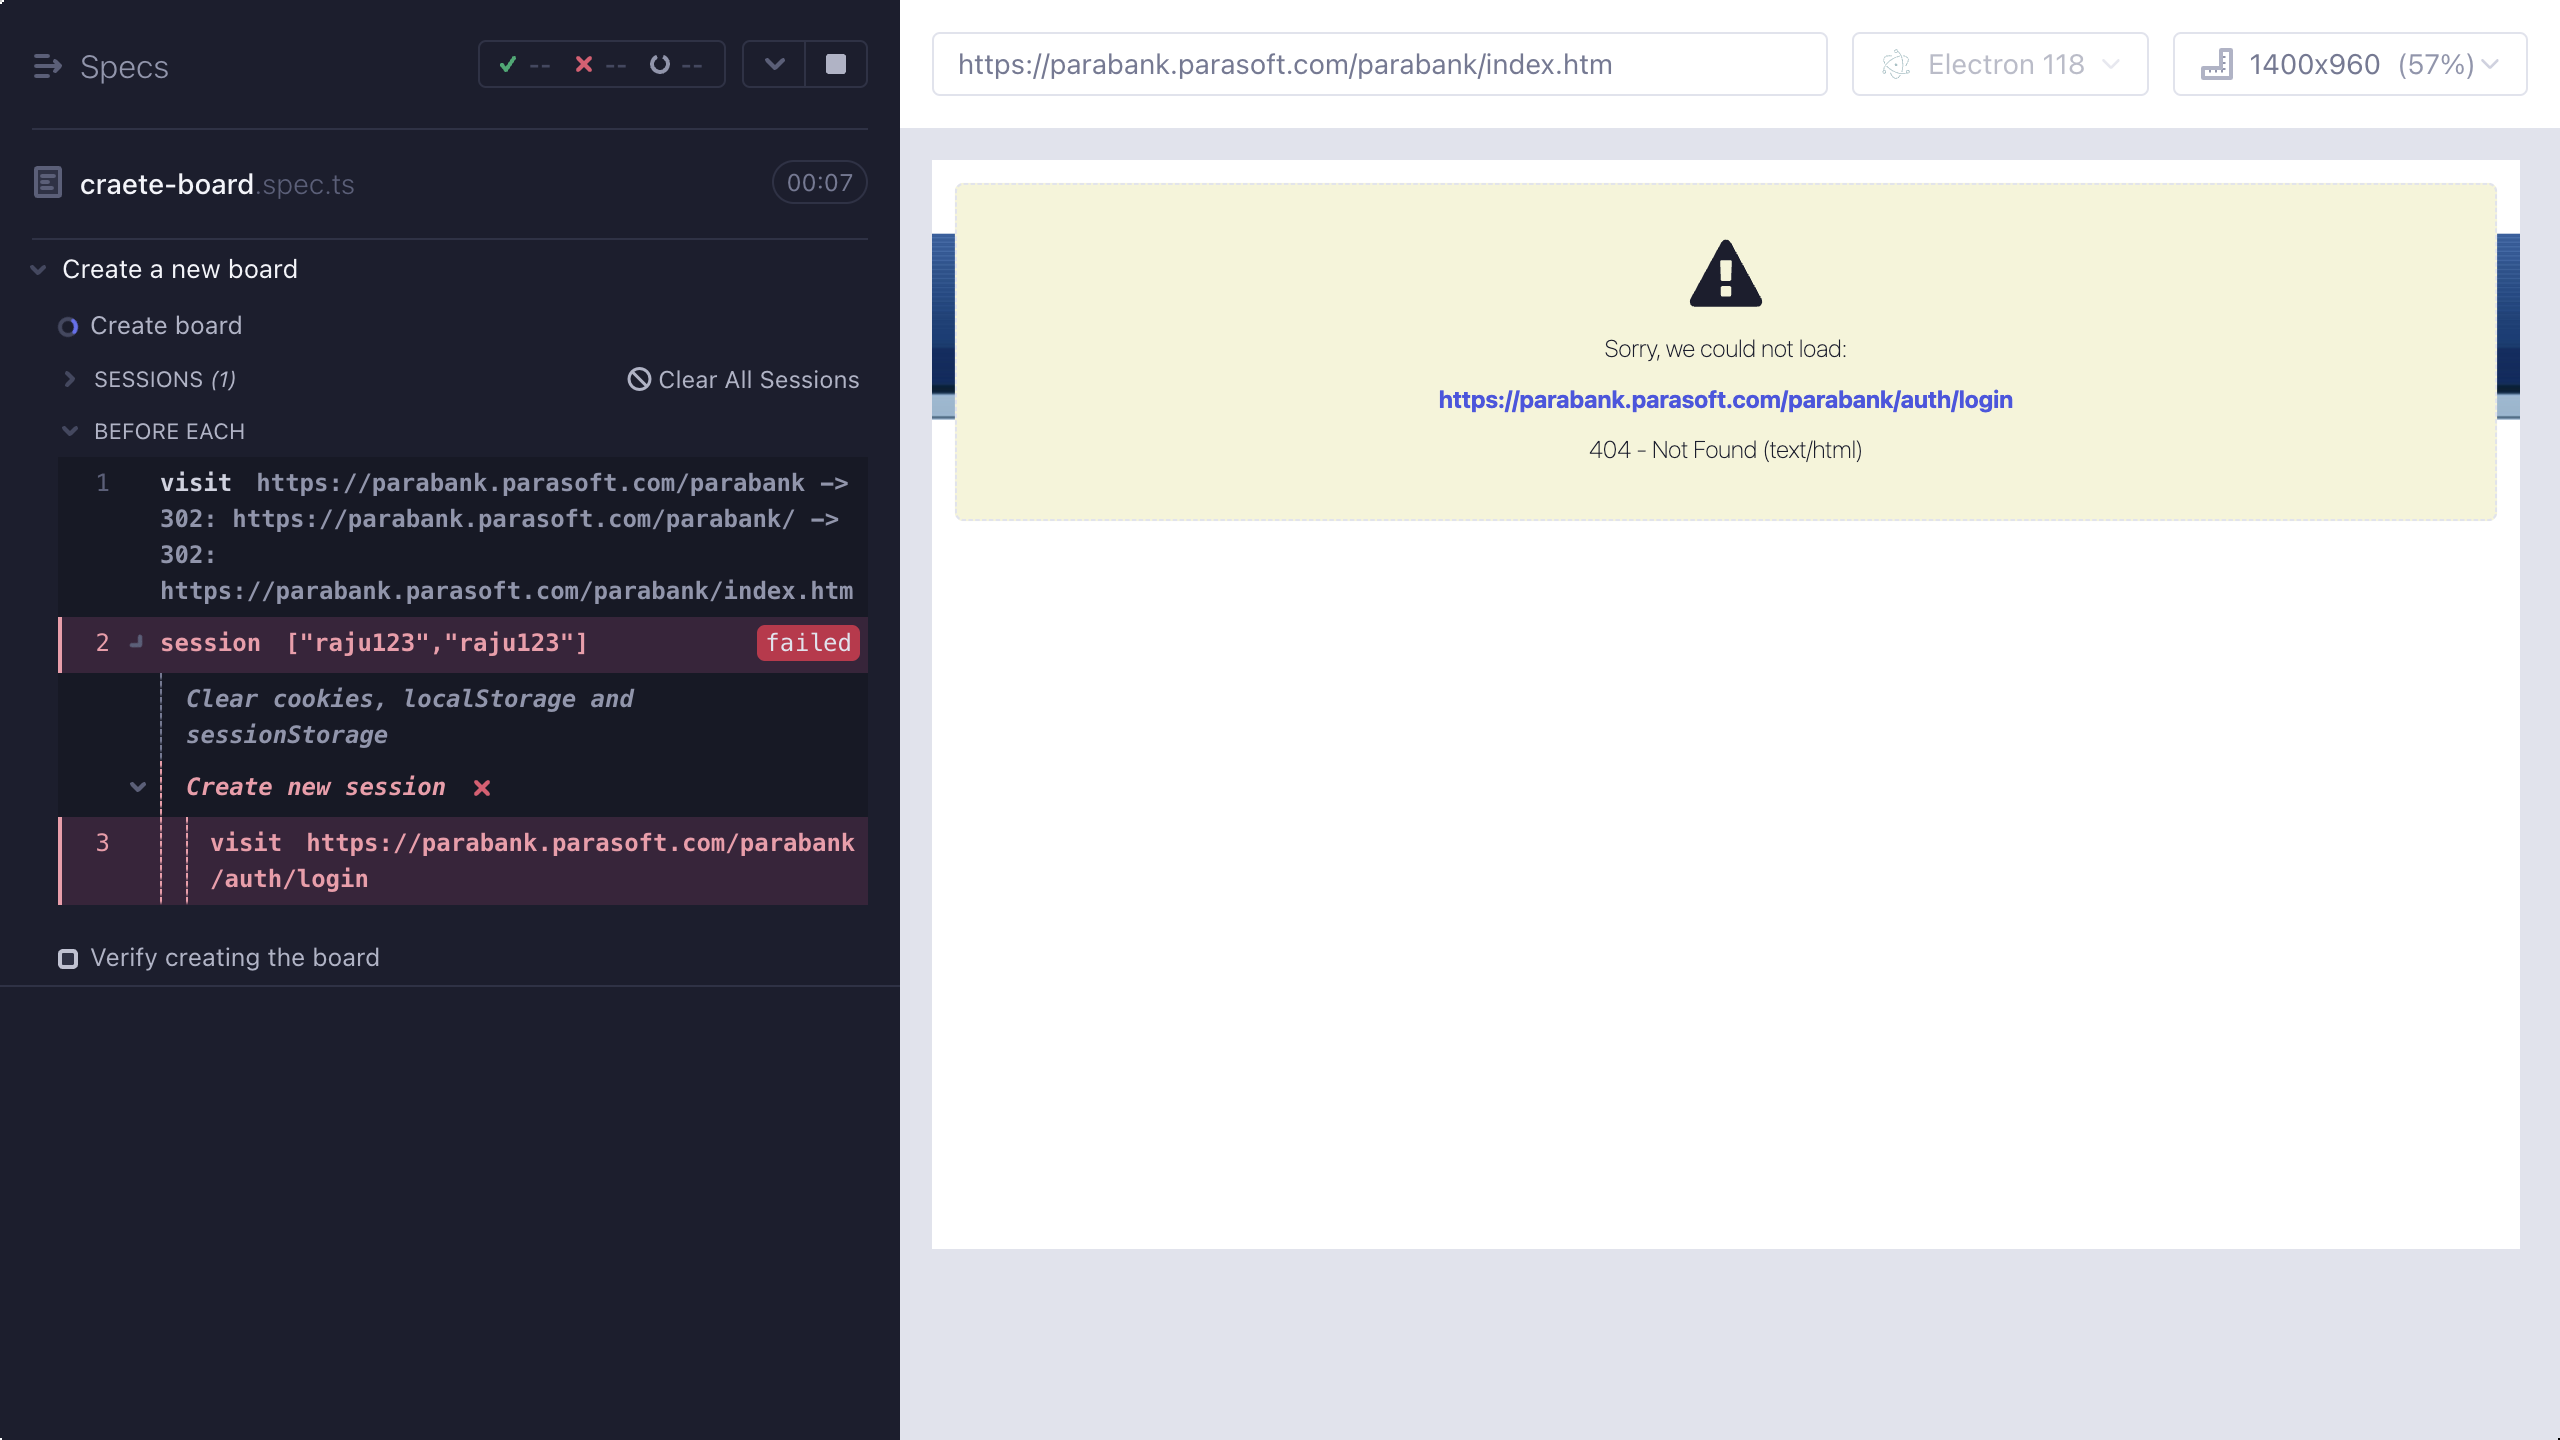 Specs
--
--
--
craete-board.spec.ts
00:07
Create a new board
Create board
SESSIONS (1)
Clear All Sessions
BEFORE EACH
1 visit https://parabank.parasoft.com/parabank ->
302: https://parabank.parasoft.com/parabank/ ->
302:
https://parabank.parasoft.com/parabank/index.htm
2 session ["raju123","raju123"] failed
Clear cookies, localStorage and
sessionStorage
Create new session
3 visit https://parabank.parasoft.com/parabank
/auth/login
Verify creating the board
https://parabank.parasoft.com/parabank/index.htm
Electron 118
1400x960 (57%)
Sorry, we could not load:
https://parabank.parasoft.com/parabank/auth/login
404 - Not Found (text/html)